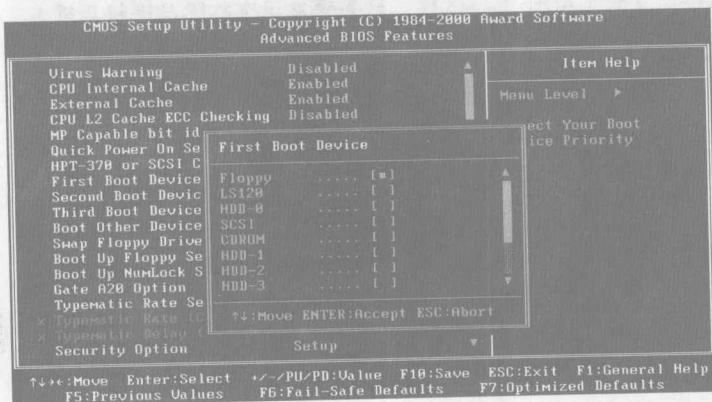 CMOS Setup Utility – Copyright (C) 1984-2000 Award Software
Advanced BIOS Features
Virus Warning Disabled
CPU Internal Cache Enabled
External Cache Enabled
CPU L2 Cache ECC Checking Disabled
MP Capable bit id
Quick Power On Se
HPT-370 or SCSI C
First Boot Device
Second Boot Devic
Third Boot Device
Boot Other Device
Swap Floppy Drive
Boot Up Floppy Se
Boot Up NumLock S
Gate A20 Option
Typematic Rate Se
x Typematic Rate (C
x Typematic Delay (
Security Option Setup
Item Help
Menu Level ▶
ect Your Boot
ice Priority
First Boot Device
Floppy ..... [■]
LS120 ..... [ ]
HDD-0 ..... [ ]
SCSI ..... [ ]
CDROM ..... [ ]
HDD-1 ..... [ ]
HDD-2 ..... [ ]
HDD-3 ..... [ ]
↑↓:Move ENTER:Accept ESC:Abort
↑↓→←:Move Enter:Select +/-/PU/PD:Value F10:Save ESC:Exit F1:General Help
F5:Previous Values F6:Fail-Safe Defaults F7:Optimized Defaults